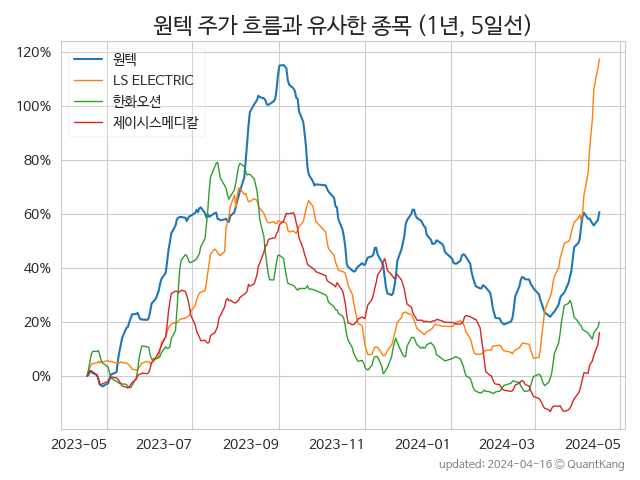 원텍 주가 흐름과 유사한 종목 (1년, 5일선)
원텍
LS ELECTRIC
한화오션
제이시스메디칼
120%
100%
80%
60%
40%
20%
0%
2023-05 2023-07 2023-09 2023-11 2024-01 2024-03 2024-05
updated: 2024-04-16 © QuantKang